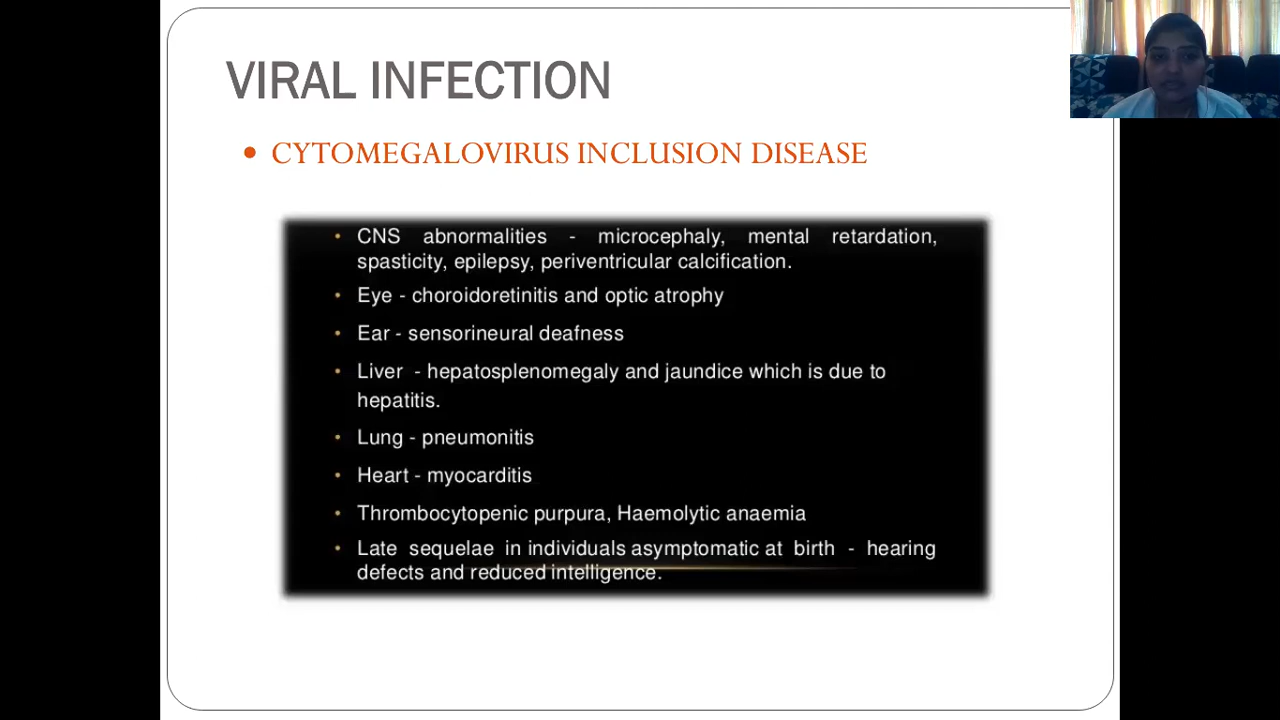 VIRAL INFECTION
• CYTOMEGALOVIRUS INCLUSION DISEASE
• CNS abnormalities - microcephaly, mental retardation,
spasticity, epilepsy, periventricular calcification.
• Eye - choroidoretinitis and optic atrophy
• Ear - sensorineural deafness
• Liver - hepatosplenomegaly and jaundice which is due to
hepatitis.
• Lung - pneumonitis
• Heart - myocarditis
• Thrombocytopenic purpura, Haemolytic anaemia
• Late sequelae in individuals asymptomatic at birth - hearing
defects and reduced intelligence.